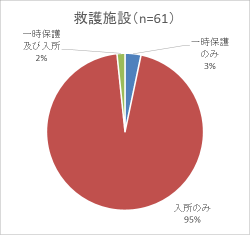 救護施設（n=61）
一時保護
及び入所
2%
一時保護
のみ
3%
入所のみ
95%